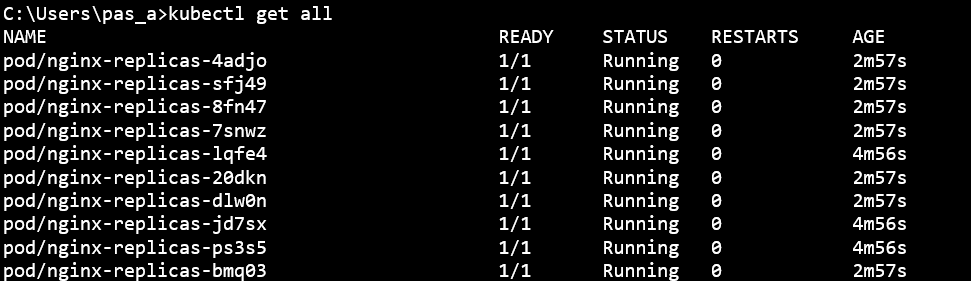 C:\Users\pas_a>kubectl get all
NAME READY STATUS RESTARTS AGE
pod/nginx-replicas-4adjo 1/1 Running 0 2m57s
pod/nginx-replicas-sfj49 1/1 Running 0 2m57s
pod/nginx-replicas-8fn47 1/1 Running 0 2m57s
pod/nginx-replicas-7snwz 1/1 Running 0 2m57s
pod/nginx-replicas-lqfe4 1/1 Running 0 4m56s
pod/nginx-replicas-20dkn 1/1 Running 0 2m57s
pod/nginx-replicas-dlw0n 1/1 Running 0 2m57s
pod/nginx-replicas-jd7sx 1/1 Running 0 4m56s
pod/nginx-replicas-ps3s5 1/1 Running 0 4m56s
pod/nginx-replicas-bmq03 1/1 Running 0 2m57s